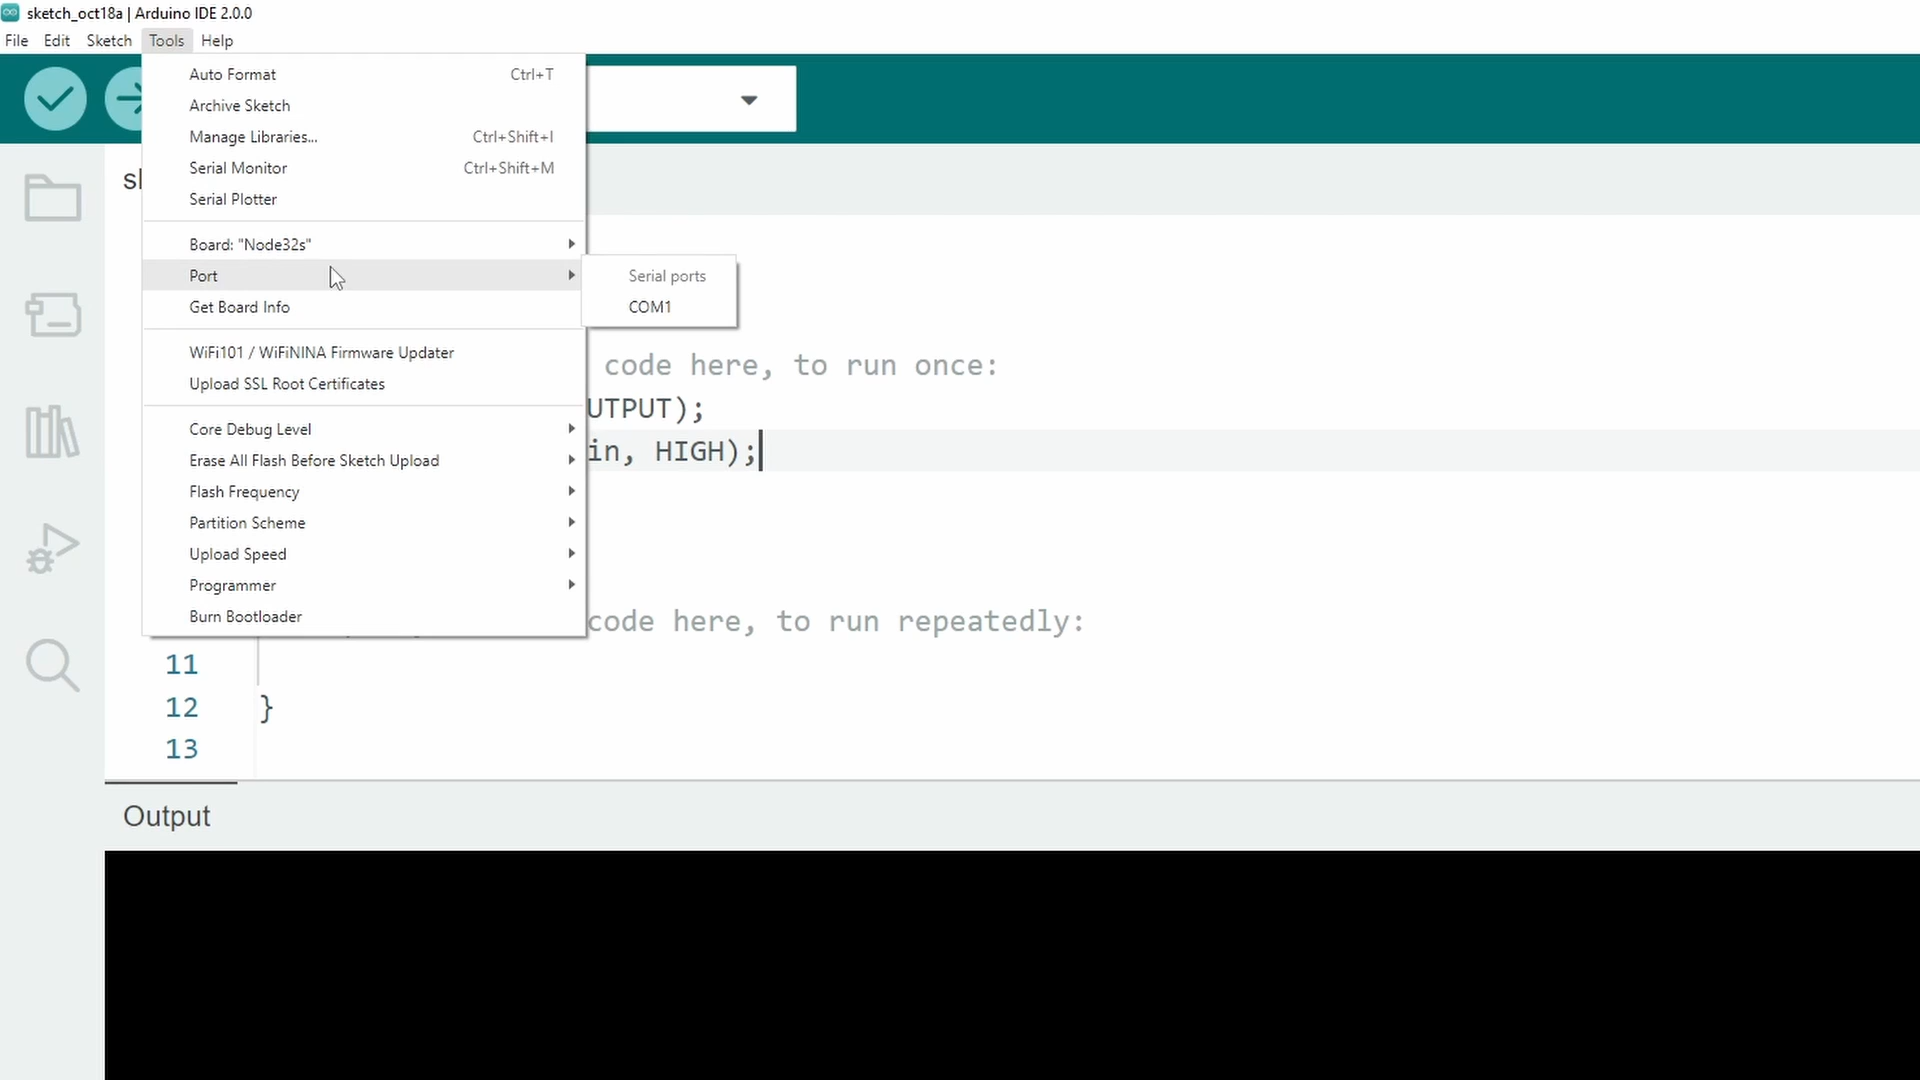 sketch_oct18a | Arduino IDE 2.0.0
File Edit Sketch Tools Help
Auto Format Ctrl+T
Archive Sketch
Manage Libraries... Ctrl+Shift+I
Serial Monitor Ctrl+Shift+M
Serial Plotter
Board: "Node32s"
Port
Get Board Info
Serial ports
COM1
WiFi101 / WiFiNINA Firmware Updater
Upload SSL Root Certificates
Core Debug Level
Erase All Flash Before Sketch Upload
Flash Frequency
Partition Scheme
Upload Speed
Programmer
Burn Bootloader
code here, to run once:
UTPUT);
in, HIGH);
code here, to run repeatedly:
11
12 }
13
Output